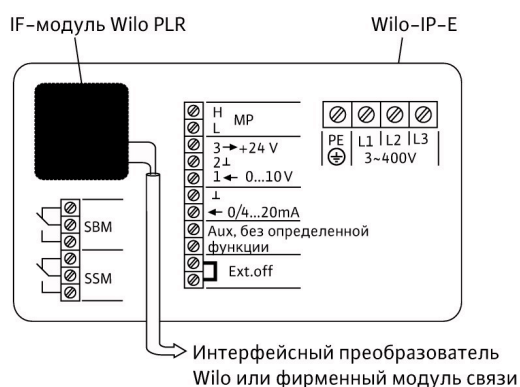 IF-модуль Wilo PLR
Wilo-IP-E
H
L
MP
3 → +24 V
2 ⊥
1 ← 0...10 V
⊥
← 0/4...20mA
Aux, без определенной
функции
Ext.off
PE L1 L2 L3
3~400V
SBM
SSM
Интерфейсный преобразователь
Wilo или фирменный модуль связи